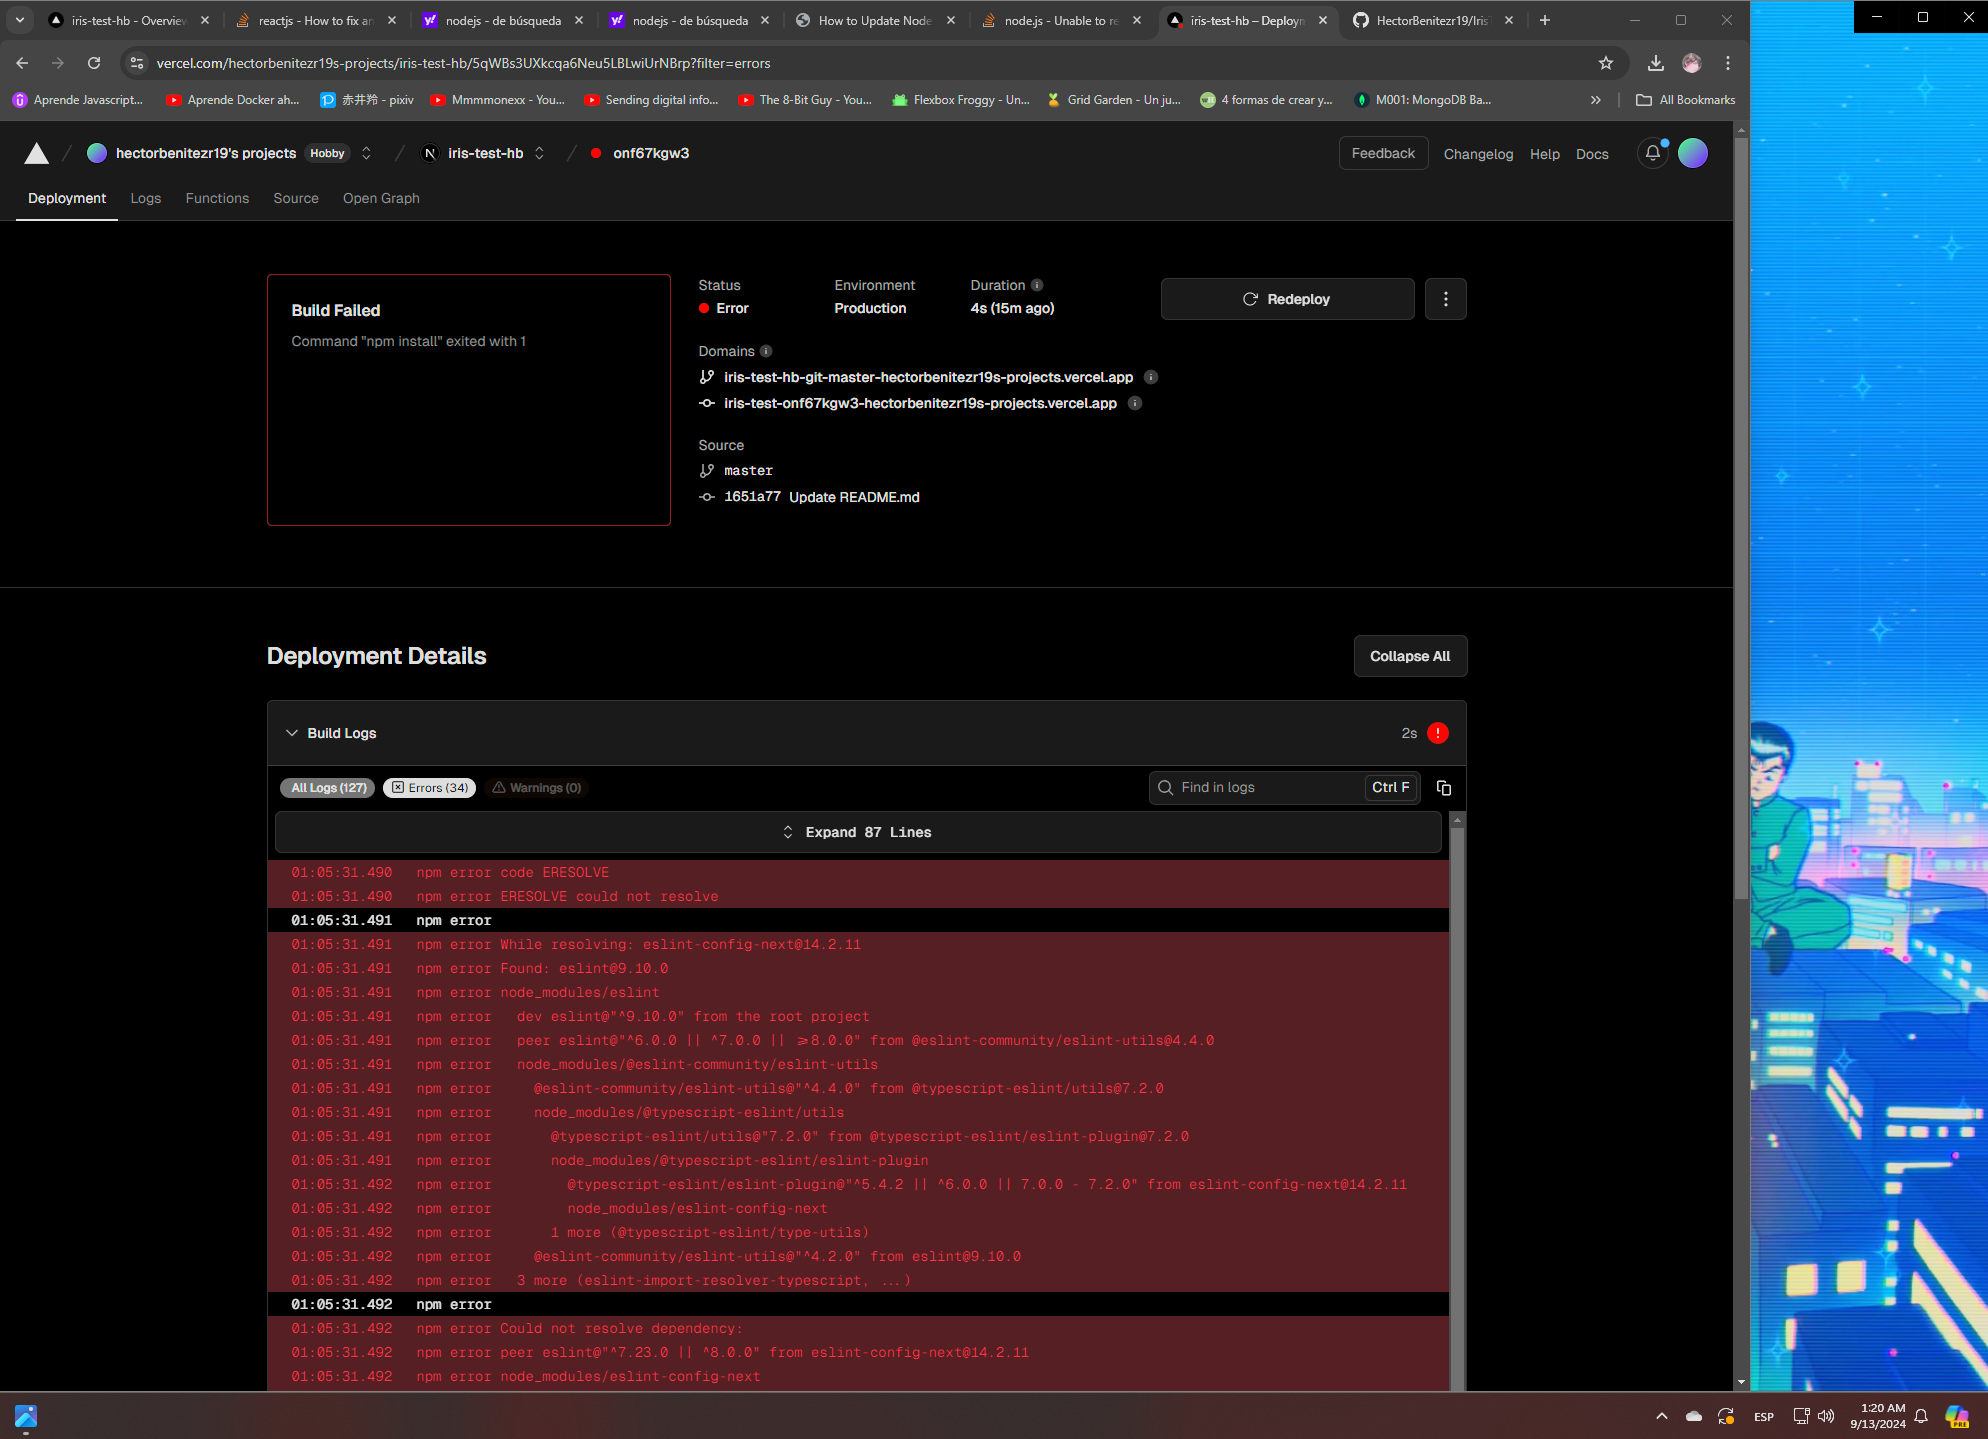 iris-test-hb - Overview
reactjs - How to fix an
nodejs - de búsqueda
nodejs - de búsqueda
How to Update Node
node.js - Unable to re
iris-test-hb – Deploym
HectorBenitezr19/Iris
vercel.com/hectorbenitezr19s-projects/iris-test-hb/5qWBs3UXkcqa6Neu5LBLwiUrNBrp?filter=errors
Aprende Javascript...
Aprende Docker ah...
赤井羚 - pixiv
Mmmmonexx - You...
Sending digital info...
The 8-Bit Guy - You...
Flexbox Froggy - Un...
Grid Garden - Un ju...
4 formas de crear y...
M001: MongoDB Ba...
All Bookmarks
hectorbenitezr19's projects Hobby / N iris-test-hb / onf67kgw3
Feedback Changelog Help Docs
Deployment Logs Functions Source Open Graph
Build Failed
Command "npm install" exited with 1
Status
Error
Environment
Production
Duration
4s (15m ago)
Redeploy
Domains
iris-test-hb-git-master-hectorbenitezr19s-projects.vercel.app
iris-test-onf67kgw3-hectorbenitezr19s-projects.vercel.app
Source
master
1651a77 Update README.md
Deployment Details
Collapse All
Build Logs
2s
All Logs (127) Errors (34) Warnings (0)
Find in logs Ctrl F
Expand 87 Lines
01:05:31.490 npm error code ERESOLVE
01:05:31.490 npm error ERESOLVE could not resolve
01:05:31.491 npm error
01:05:31.491 npm error While resolving: eslint-config-next@14.2.11
01:05:31.491 npm error Found: eslint@9.10.0
01:05:31.491 npm error node_modules/eslint
01:05:31.491 npm error dev eslint@"^9.10.0" from the root project
01:05:31.491 npm error peer eslint@"^6.0.0 || ^7.0.0 || >=8.0.0" from @eslint-community/eslint-utils@4.4.0
01:05:31.491 npm error node_modules/@eslint-community/eslint-utils
01:05:31.491 npm error @eslint-community/eslint-utils@"^4.4.0" from @typescript-eslint/utils@7.2.0
01:05:31.491 npm error node_modules/@typescript-eslint/utils
01:05:31.491 npm error @typescript-eslint/utils@"7.2.0" from @typescript-eslint/eslint-plugin@7.2.0
01:05:31.491 npm error node_modules/@typescript-eslint/eslint-plugin
01:05:31.492 npm error @typescript-eslint/eslint-plugin@"^5.4.2 || ^6.0.0 || 7.0.0 - 7.2.0" from eslint-config-next@14.2.11
01:05:31.492 npm error node_modules/eslint-config-next
01:05:31.492 npm error 1 more (@typescript-eslint/type-utils)
01:05:31.492 npm error @eslint-community/eslint-utils@"^4.2.0" from eslint@9.10.0
01:05:31.492 npm error 3 more (eslint-import-resolver-typescript, ...)
01:05:31.492 npm error
01:05:31.492 npm error Could not resolve dependency:
01:05:31.492 npm error peer eslint@"^7.23.0 || ^8.0.0" from eslint-config-next@14.2.11
01:05:31.492 npm error node_modules/eslint-config-next
ESP
1:20 AM
9/13/2024
PRE